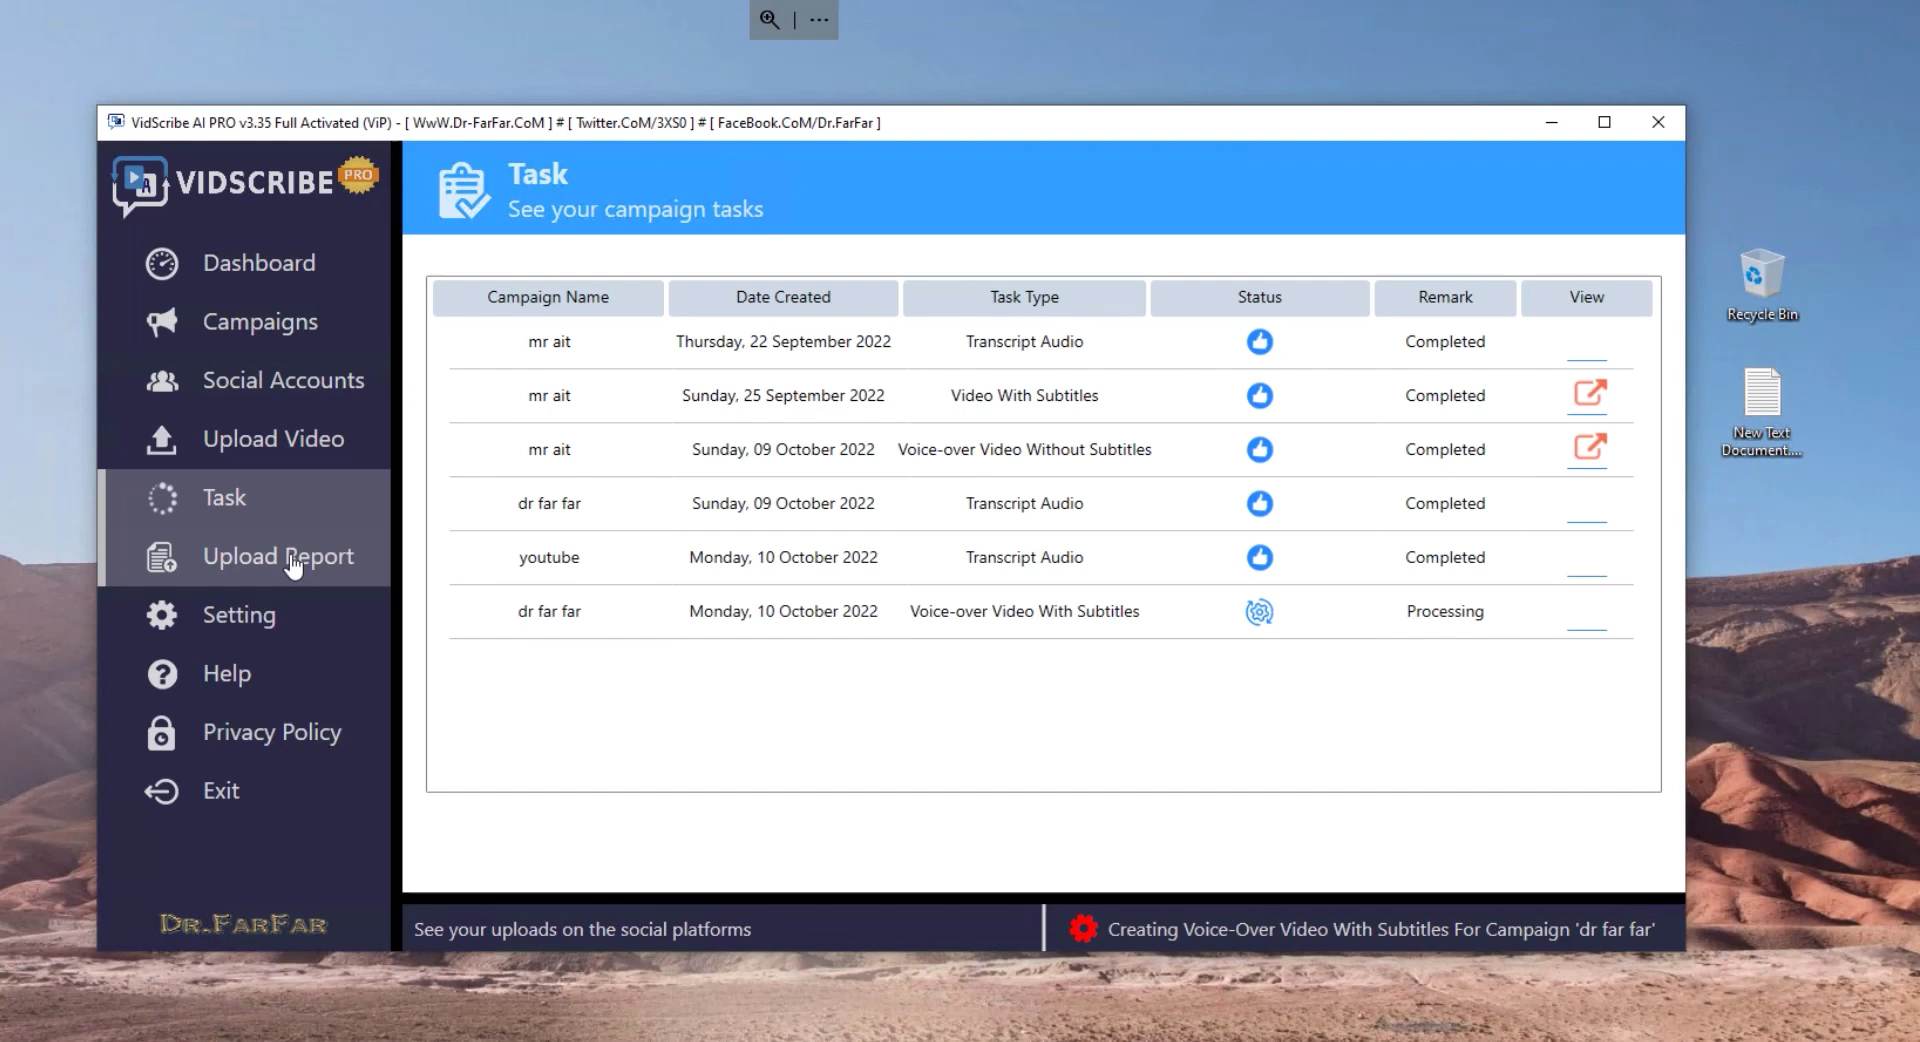 VidScribe AI PRO v3.35 Full Activated (ViP) - [ WwW.Dr-FarFar.CoM ] # [ Twitter.CoM/3XS0 ] # [ FaceBook.CoM/Dr.FarFar ]
VIDSCRIBE PRO
Task
See your campaign tasks
Dashboard
Campaigns
Social Accounts
Upload Video
Task
Upload Report
Setting
Help
Privacy Policy
Exit
DR.FARFAR
Campaign Name Date Created Task Type Status Remark View
mr ait Thursday, 22 September 2022 Transcript Audio Completed
mr ait Sunday, 25 September 2022 Video With Subtitles Completed
mr ait Sunday, 09 October 2022 Voice-over Video Without Subtitles Completed
dr far far Sunday, 09 October 2022 Transcript Audio Completed
youtube Monday, 10 October 2022 Transcript Audio Completed
dr far far Monday, 10 October 2022 Voice-over Video With Subtitles Processing
See your uploads on the social platforms
Creating Voice-Over Video With Subtitles For Campaign 'dr far far'
Recycle Bin
New Text
Document....